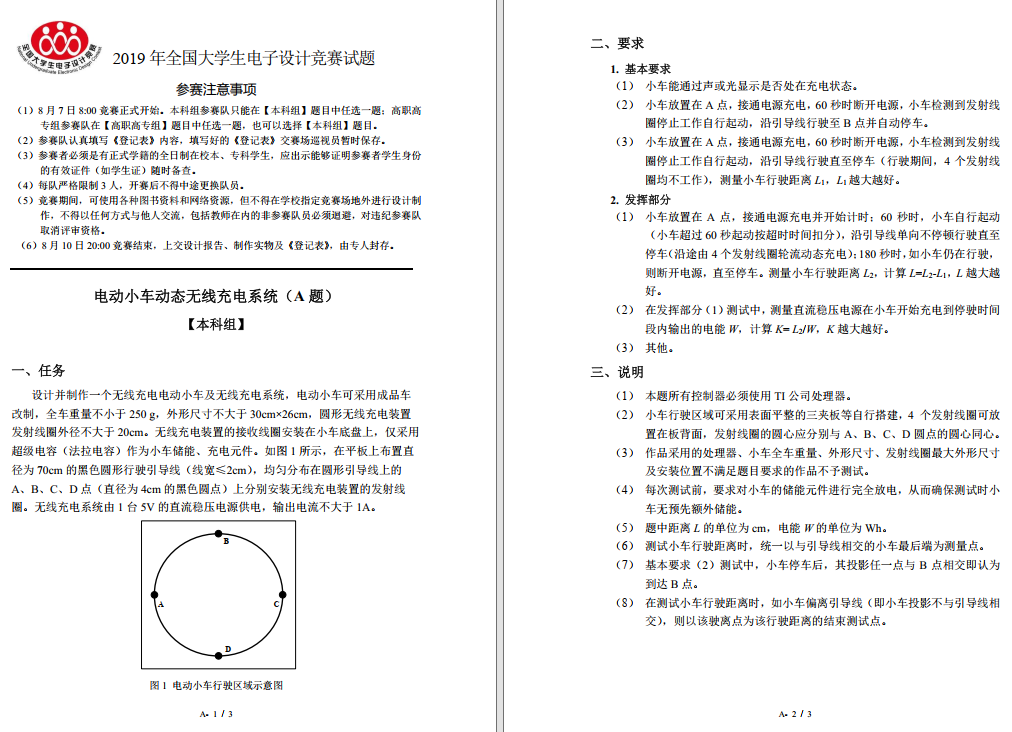 全国大学生电子设计竞赛
National Undergraduate Electronic Design Contest
2019 年全国大学生电子设计竞赛试题
参赛注意事项
（1）8 月 7 日 8:00 竞赛正式开始。本科组参赛队只能在【本科组】题目中任选一题；高职高
专组参赛队在【高职高专组】题目中任选一题，也可以选择【本科组】题目。
（2）参赛队认真填写《登记表》内容，填写好的《登记表》交赛场巡视员暂时保存。
（3）参赛者必须是有正式学籍的全日制在校本、专科学生，应出示能够证明参赛者学生身份
的有效证件（如学生证）随时备查。
（4）每队严格限制 3 人，开赛后不得中途更换队员。
（5）竞赛期间，可使用各种图书资料和网络资源，但不得在学校指定竞赛场地外进行设计制
作，不得以任何方式与他人交流，包括教师在内的非参赛队员必须迴避，对违纪参赛队
取消评审资格。
（6）8 月 10 日 20:00 竞赛结束，上交设计报告、制作实物及《登记表》，由专人封存。
电动小车动态无线充电系统（A 题）
【本科组】
一、任务
设计并制作一个无线充电电动小车及无线充电系统，电动小车可采用成品车
改制，全车重量不小于 250 g，外形尺寸不大于 30cm×26cm，圆形无线充电装置
发射线圈外径不大于 20cm。无线充电装置的接收线圈安装在小车底盘上，仅采用
超级电容（法拉电容）作为小车储能、充电元件。如图 1 所示，在平板上布置直
径为 70cm 的黑色圆形行驶引导线（线宽≤2cm），均匀分布在圆形引导线上的
A、B、C、D 点（直径为 4cm 的黑色圆点）上分别安装无线充电装置的发射线
圈。无线充电系统由 1 台 5V 的直流稳压电源供电，输出电流不大于 1A。
B
A
C
D
图 1 电动小车行驶区域示意图
A- 1 / 3
二、要求
1. 基本要求
（1） 小车能通过声或光显示是否处在充电状态。
（2） 小车放置在 A 点，接通电源充电，60 秒时断开电源，小车检测到发射线
圈停止工作自行起动，沿引导线行驶至 B 点并自动停车。
（3） 小车放置在 A 点，接通电源充电，60 秒时断开电源，小车检测到发射线
圈停止工作自行起动，沿引导线行驶直至停车（行驶期间，4 个发射线
圈均不工作），测量小车行驶距离 L1，L1 越大越好。
2. 发挥部分
（1） 小车放置在 A 点，接通电源充电并开始计时；60 秒时，小车自行起动
（小车超过 60 秒起动按超时时间扣分），沿引导线单向不停顿行驶直至
停车（沿途由 4 个发射线圈轮流动态充电）；180 秒时，如小车仍在行驶，
则断开电源，直至停车。测量小车行驶距离 L2，计算 L=L2-L1，L 越大越
好。
（2） 在发挥部分（1）测试中，测量直流稳压电源在小车开始充电到停驶时间
段内输出的电能 W，计算 K= L2/W，K 越大越好。
（3） 其他。
三、说明
（1） 本题所有控制器必须使用 TI 公司处理器。
（2） 小车行驶区域可采用表面平整的三夹板等自行搭建，4 个发射线圈可放
置在板背面，发射线圈的圆心应分别与 A、B、C、D 圆点的圆心同心。
（3） 作品采用的处理器、小车全车重量、外形尺寸、发射线圈最大外形尺寸
及安装位置不满足题目要求的作品不予测试。
（4） 每次测试前，要求对小车的储能元件进行完全放电，从而确保测试时小
车无预先额外储能。
（5） 题中距离 L 的单位为 cm，电能 W 的单位为 Wh。
（6） 测试小车行驶距离时，统一以与引导线相交的小车最后端为测量点。
（7） 基本要求（2）测试中，小车停车后，其投影任一点与 B 点相交即认为
到达 B 点。
（8） 在测试小车行驶距离时，如小车偏离引导线（即小车投影不与引导线相
交），则以该驶离点为该行驶距离的结束测试点。
A- 2 / 3